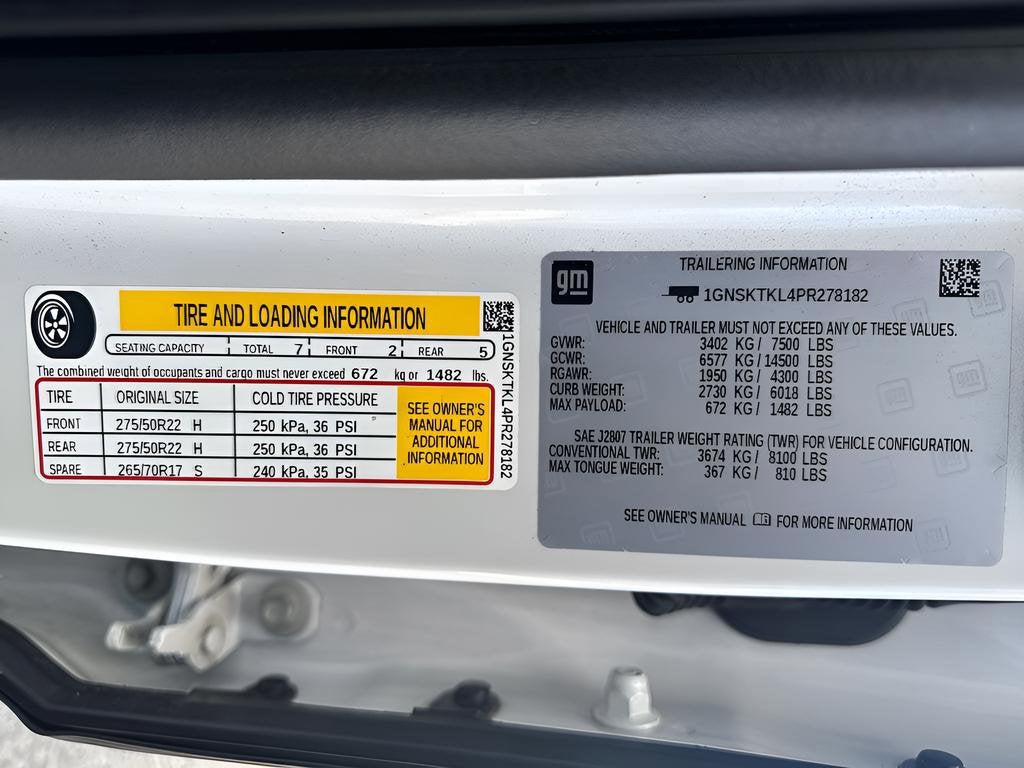 TIRE AND LOADING INFORMATION
SEATING CAPACITY TOTAL 7 FRONT 2 REAR 5
The combined weight of occupants and cargo must never exceed 672 kg or 1482 lbs.
TIRE ORIGINAL SIZE COLD TIRE PRESSURE
FRONT 275/50R22 H 250 kPa, 36 PSI
REAR 275/50R22 H 250 kPa, 36 PSI
SPARE 265/70R17 S 240 kPa, 35 PSI
SEE OWNER'S
MANUAL FOR
ADDITIONAL
INFORMATION
1GNSKTKL4PR278182
gm
TRAILERING INFORMATION
1GNSKTKL4PR278182
VEHICLE AND TRAILER MUST NOT EXCEED ANY OF THESE VALUES.
GVWR: 3402 KG / 7500 LBS
GCWR: 6577 KG / 14500 LBS
RGAWR: 1950 KG / 4300 LBS
CURB WEIGHT: 2730 KG / 6018 LBS
MAX PAYLOAD: 672 KG / 1482 LBS
SAE J2807 TRAILER WEIGHT RATING (TWR) FOR VEHICLE CONFIGURATION.
CONVENTIONAL TWR: 3674 KG / 8100 LBS
MAX TONGUE WEIGHT: 367 KG / 810 LBS
SEE OWNER'S MANUAL FOR MORE INFORMATION